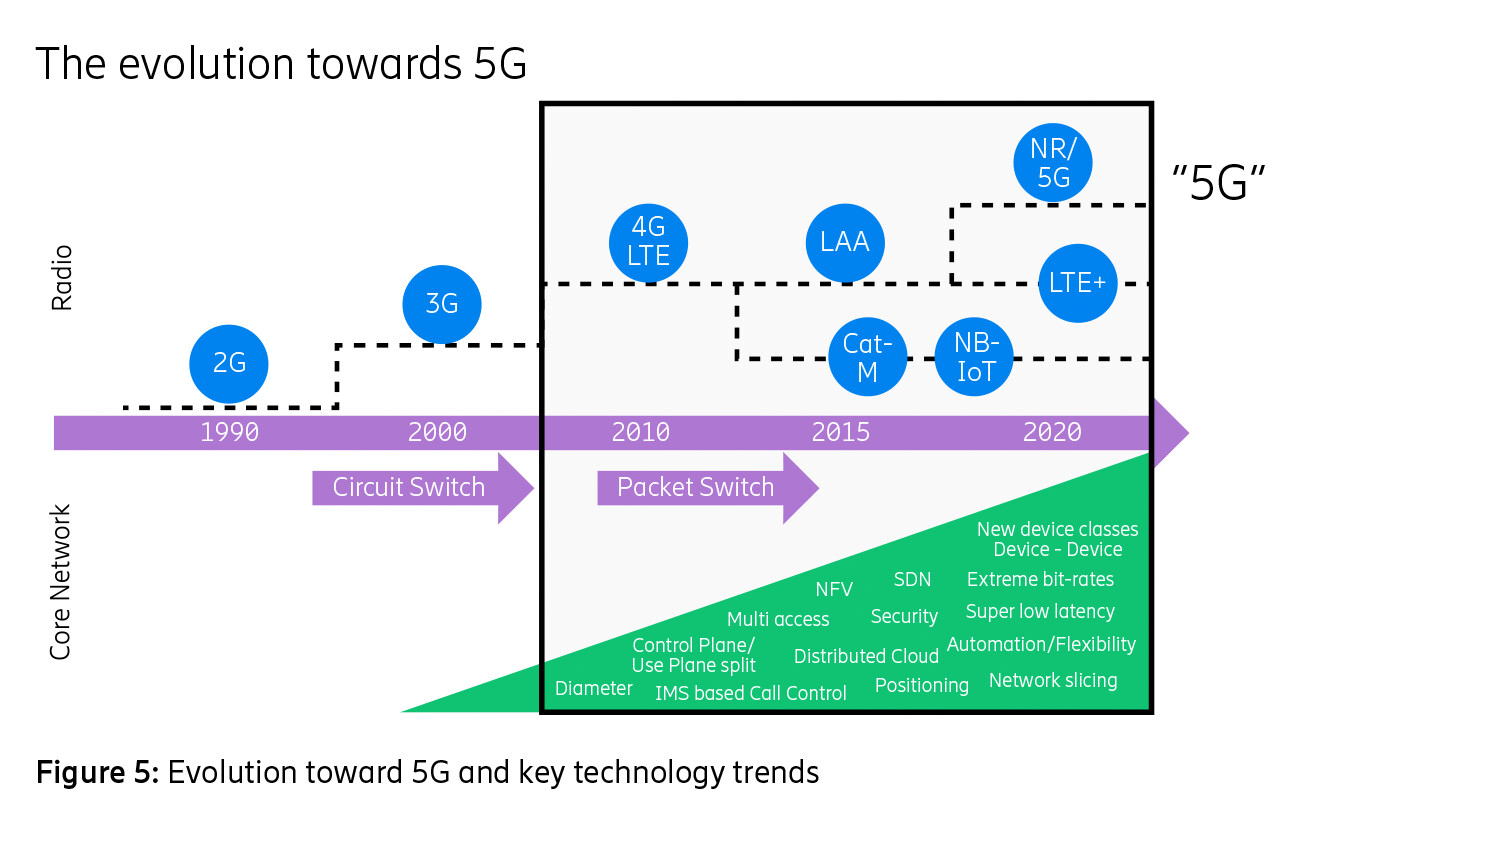 The evolution towards 5G
"5G"
NR/
5G
4G
LTE
LAA
LTE+
Radio
3G
2G
Cat-
M
NB-
IoT
1990
2000
2010
2015
2020
Circuit Switch
Packet Switch
Core Network
New device classes
Device - Device
NFV
SDN
Extreme bit-rates
Multi access
Security
Super low latency
Control Plane/
Use Plane split
Distributed Cloud
Automation/Flexibility
Diameter
IMS based Call Control
Positioning
Network slicing
Figure 5: Evolution toward 5G and key technology trends